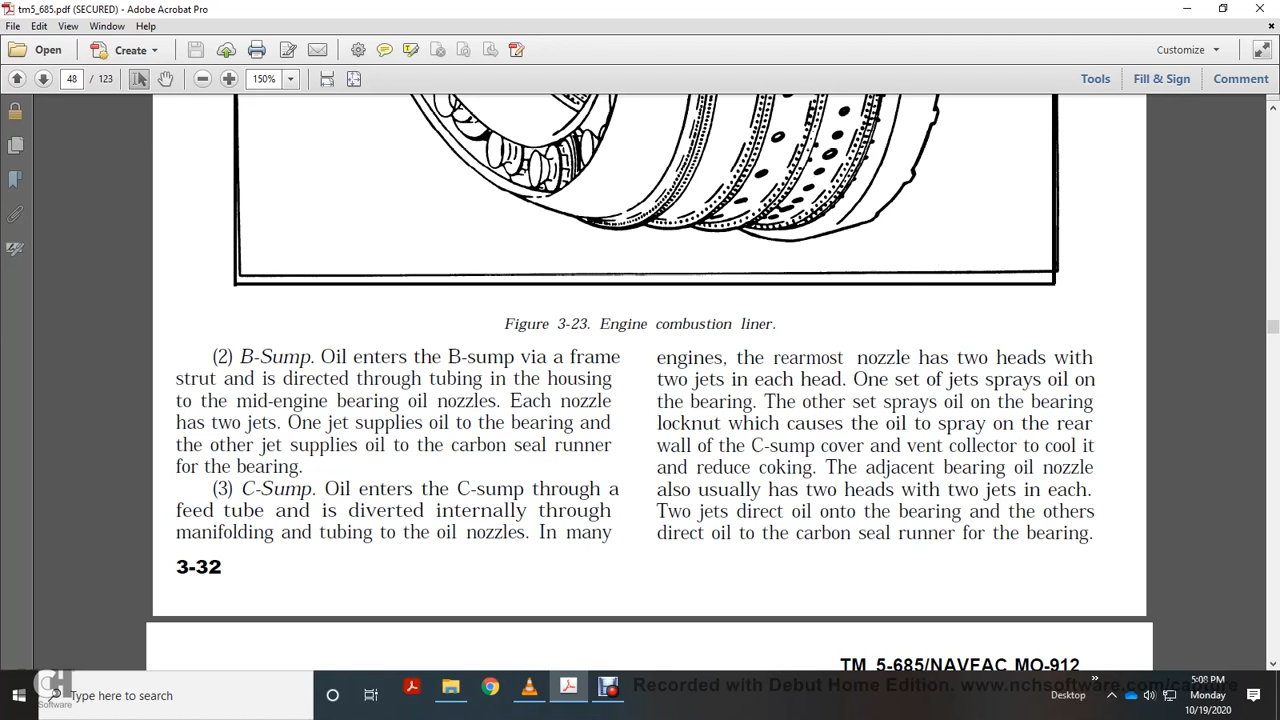 tm5_685.pdf (SECURED) - Adobe Acrobat Pro
File Edit View Window Help
Open Create Customize
48 / 123 150% Tools Fill & Sign Comment
Figure 3-23. Engine combustion liner.
(2) B-Sump. Oil enters the B-sump via a frame
strut and is directed through tubing in the housing
to the mid-engine bearing oil nozzles. Each nozzle
has two jets. One jet supplies oil to the bearing and
the other jet supplies oil to the carbon seal runner
for the bearing.
(3) C-Sump. Oil enters the C-sump through a
feed tube and is diverted internally through
manifolding and tubing to the oil nozzles. In many
3-32
engines, the rearmost nozzle has two heads with
two jets in each head. One set of jets sprays oil on
the bearing. The other set sprays oil on the bearing
locknut which causes the oil to spray on the rear
wall of the C-sump cover and vent collector to cool it
and reduce coking. The adjacent bearing oil nozzle
also usually has two heads with two jets in each.
Two jets direct oil onto the bearing and the others
direct oil to the carbon seal runner for the bearing.
TM 5-685/NAVFAC MO-912
CH
Software
Type here to search
Recorded with Debut Home Edition, www.nchsoftware.com/capture
Desktop
5:08 PM
Monday
10/19/2020